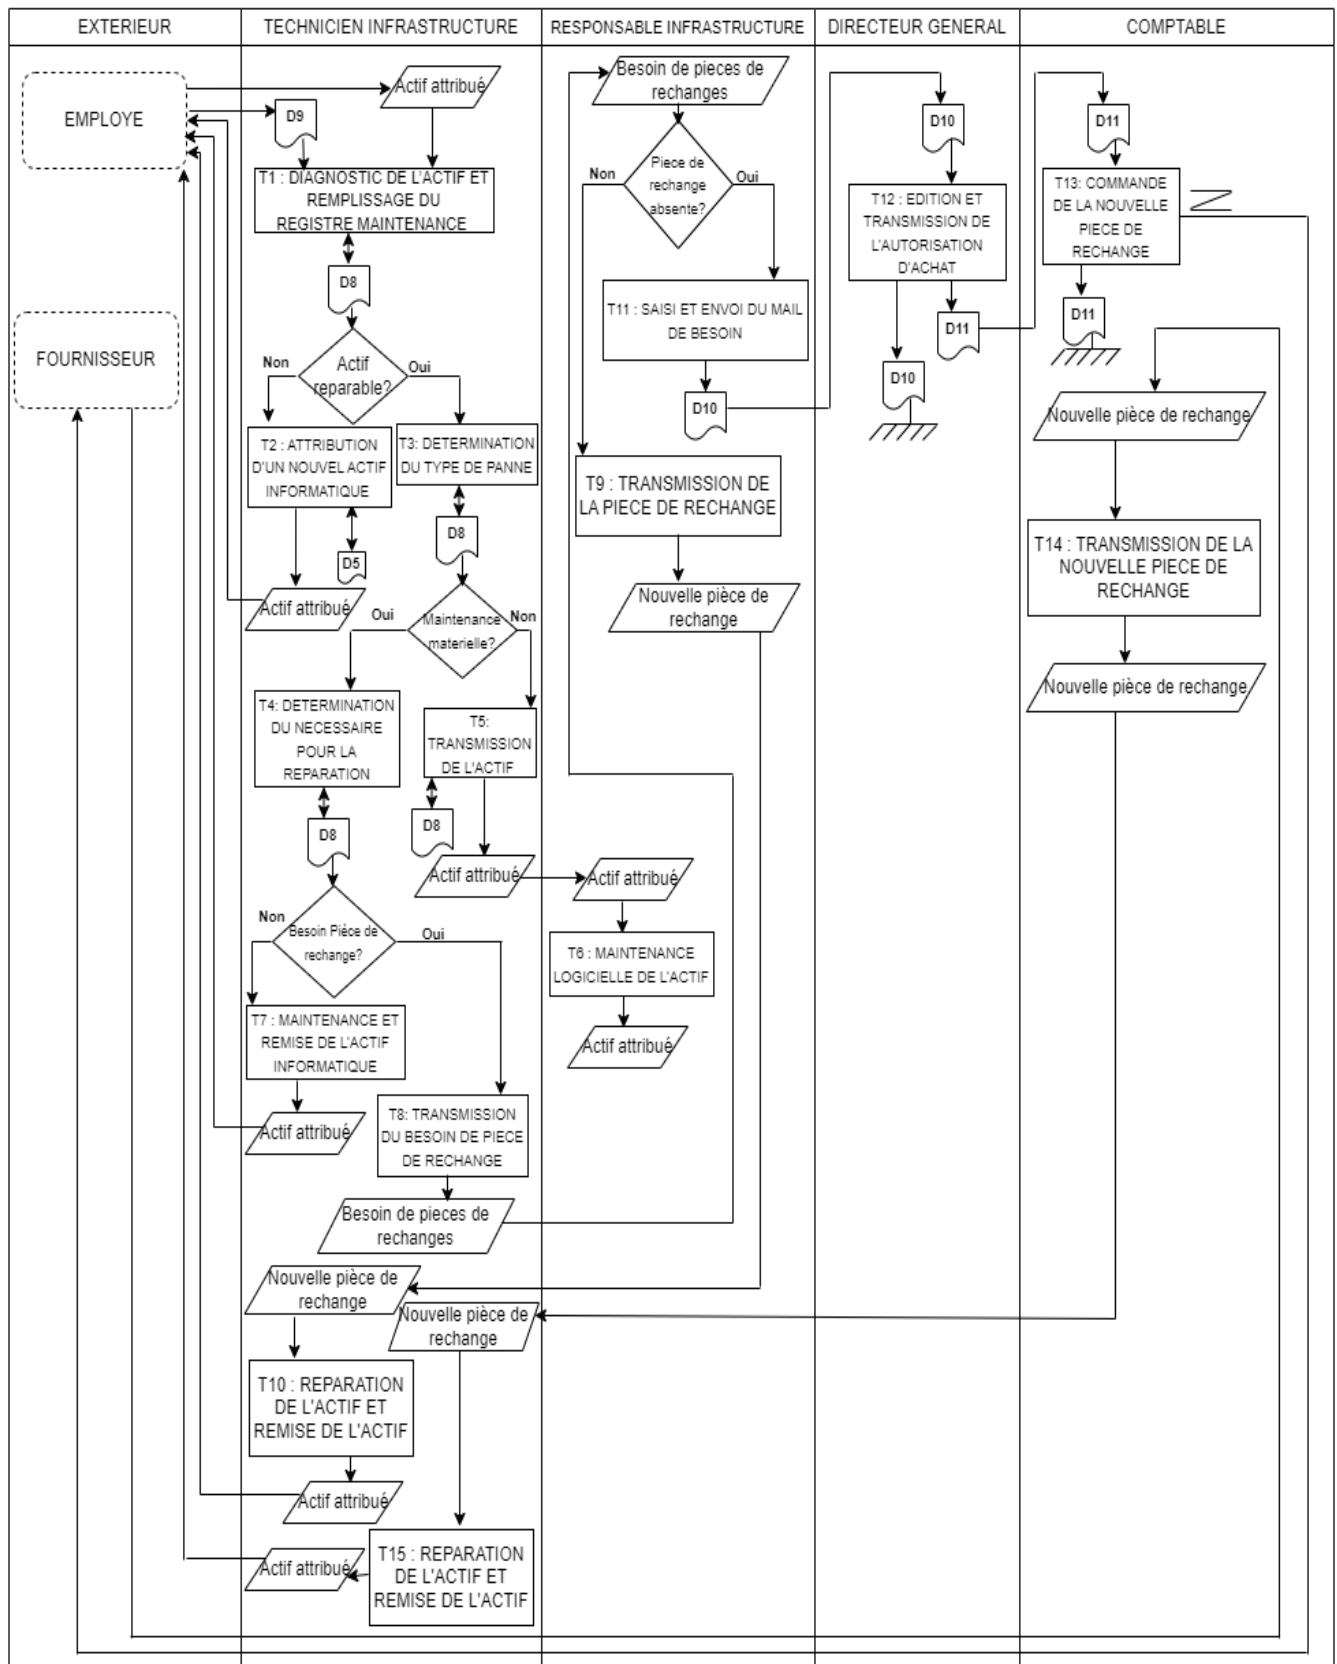 EXTERIEUR
TECHNICIEN INFRASTRUCTURE
RESPONSABLE INFRASTRUCTURE
DIRECTEUR GENERAL
COMPTABLE
EMPLOYE
FOURNISSEUR
Actif attribué
D9
T1 : DIAGNOSTIC DE L'ACTIF ET
REMPLISSAGE DU
REGISTRE MAINTENANCE
D8
Non
Actif
reparable?
Oui
T2 : ATTRIBUTION
D'UN NOUVEL ACTIF
INFORMATIQUE
T3: DETERMINATION
DU TYPE DE PANNE
D8
D5
Actif attribué
Oui
Maintenance
materielle?
Non
T4: DETERMINATION
DU NECESSAIRE
POUR LA
REPARATION
T5:
TRANSMISSION
DE L'ACTIF
D8
D8
Actif attribué
Non
Besoin Pièce de
rechange?
Oui
T7 : MAINTENANCE ET
REMISE DE L'ACTIF
INFORMATIQUE
Actif attribué
T8: TRANSMISSION
DU BESOIN DE PIECE
DE RECHANGE
Besoin de pieces de
rechanges
Nouvelle pièce de
rechange
Nouvelle pièce de
rechange
T10 : REPARATION
DE L'ACTIF ET
REMISE DE L'ACTIF
Actif attribué
T15 : REPARATION
DE L'ACTIF ET
REMISE DE L'ACTIF
Actif attribué
Besoin de pieces de
rechanges
Non
Piece de
rechange
absente?
Oui
T11 : SAISI ET ENVOI DU MAIL
DE BESOIN
D10
T9 : TRANSMISSION DE
LA PIECE DE RECHANGE
Nouvelle pièce de
rechange
Actif attribué
T6 : MAINTENANCE
LOGICIELLE DE L'ACTIF
Actif attribué
D10
T12 : EDITION ET
TRANSMISSION DE
L'AUTORISATION
D'ACHAT
D11
D10
D11
T13: COMMANDE
DE LA NOUVELLE
PIECE DE
RECHANGE
D11
Nouvelle pièce de rechange
T14 : TRANSMISSION DE LA
NOUVELLE PIECE DE
RECHANGE
Nouvelle pièce de rechange